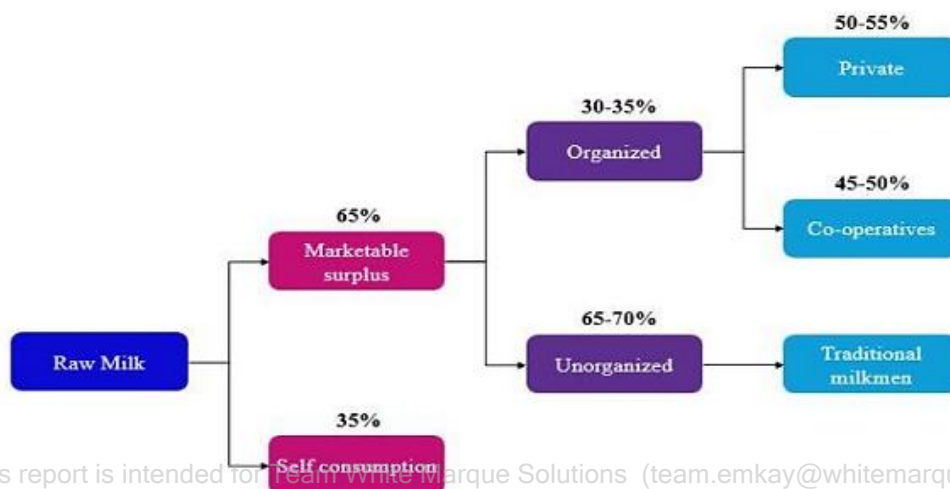 50-55%
Private
30-35%
Organized
45-50%
65%
Co-operatives
Marketable
surplus
65-70%
Raw Milk
Unorganized
Traditional
milkmen
35%
Self consumption
s report is intended for Team White Marque Solutions (team.emkay@whitemarq